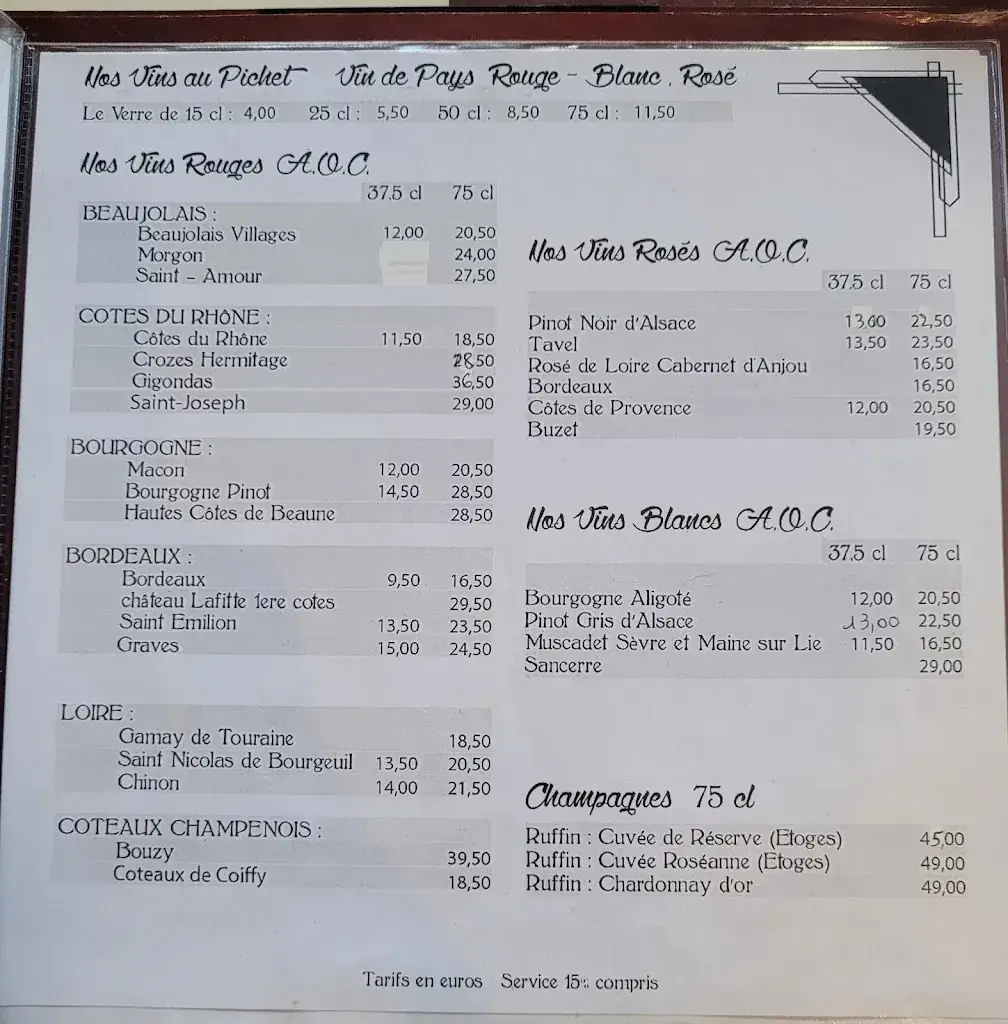 Nos Vins au Pichet Vin de Pays Rouge - Blanc, Rosé
Le Verre de 15 cl : 4,00 25 cl : 5,50 50 cl : 8,50 75 cl : 11,50
Nos Vins Rouges A.O.C.
37,5 cl 75 cl
BEAUJOLAIS :
Beaujolais Villages 12,00 20,50
Morgon 24,00
Saint - Amour 27,50
COTES DU RHÔNE :
Côtes du Rhône 11,50 18,50
Crozes Hermitage 28,50
Gigondas 36,50
Saint-Joseph 29,00
BOURGOGNE :
Macon 12,00 20,50
Bourgogne Pinot 14,50 28,50
Hautes Côtes de Beaune 28,50
BORDEAUX :
Bordeaux 9,50 16,50
château Lafitte 1ere cotes 29,50
Saint Emilion 13,50 23,50
Graves 15,00 24,50
LOIRE :
Gamay de Touraine 18,50
Saint Nicolas de Bourgeuil 13,50 20,50
Chinon 14,00 21,50
COTEAUX CHAMPENOIS :
Bouzy 39,50
Coteaux de Coiffy 18,50
Nos Vins Rosés A.O.C.
37,5 cl 75 cl
Pinot Noir d'Alsace 13,00 22,50
Tavel 13,50 23,50
Rosé de Loire Cabernet d'Anjou 16,50
Bordeaux 16,50
Côtes de Provence 12,00 20,50
Buzet 19,50
Nos Vins Blancs A.O.C.
37,5 cl 75 cl
Bourgogne Aligoté 12,00 20,50
Pinot Gris d'Alsace 13,00 22,50
Muscadet Sèvre et Maine sur Lie 11,50 16,50
Sancerre 29,00
Champagnes 75 cl
Ruffin : Cuvée de Réserve (Etoges) 45,00
Ruffin : Cuvée Roséanne (Etoges) 49,00
Ruffin : Chardonnay d'or 49,00
Tarifs en euros Service 15% compris